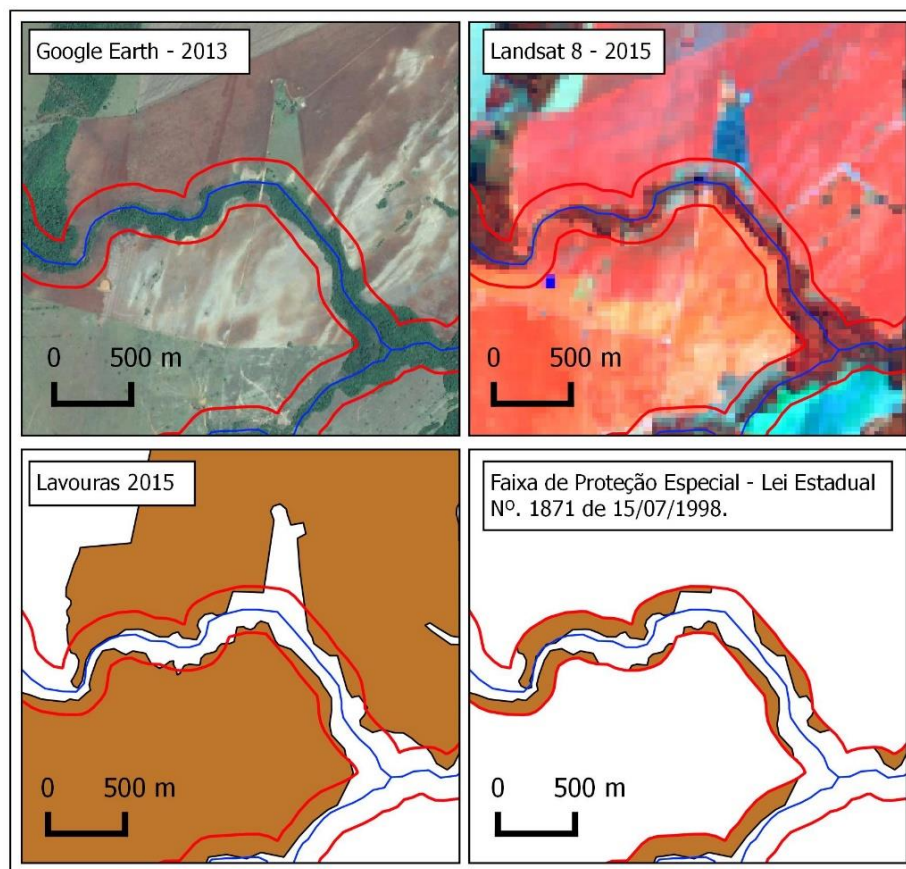 Google Earth - 2013
Landsat 8 - 2015
0 500 m
0 500 m
Lavouras 2015
Faixa de Proteção Especial - Lei Estadual
Nº. 1871 de 15/07/1998.
0 500 m
0 500 m